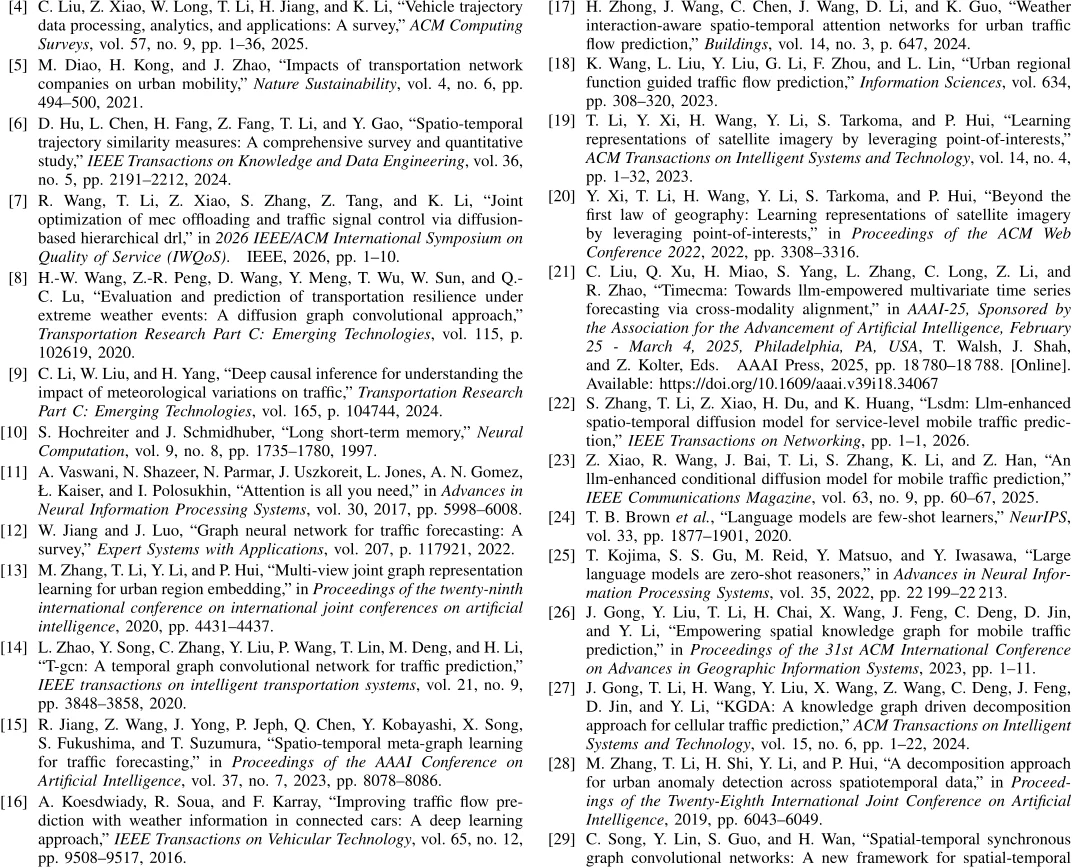 [4] C. Liu, Z. Xiao, W. Long, T. Li, H. Jiang, and K. Li, “Vehicle trajectory
data processing, analytics, and applications: A survey,” ACM Computing
Surveys, vol. 57, no. 9, pp. 1–36, 2025.
[5] M. Diao, H. Kong, and J. Zhao, “Impacts of transportation network
companies on urban mobility,” Nature Sustainability, vol. 4, no. 6, pp.
494–500, 2021.
[6] D. Hu, L. Chen, H. Fang, Z. Fang, T. Li, and Y. Gao, “Spatio-temporal
trajectory similarity measures: A comprehensive survey and quantitative
study,” IEEE Transactions on Knowledge and Data Engineering, vol. 36,
no. 5, pp. 2191–2212, 2024.
[7] R. Wang, T. Li, Z. Xiao, S. Zhang, Z. Tang, and K. Li, “Joint
optimization of mec offloading and traffic signal control via diffusion-
based hierarchical drl,” in 2026 IEEE/ACM International Symposium on
Quality of Service (IWQoS). IEEE, 2026, pp. 1–10.
[8] H.-W. Wang, Z.-R. Peng, D. Wang, Y. Meng, T. Wu, W. Sun, and Q.-
C. Lu, “Evaluation and prediction of transportation resilience under
extreme weather events: A diffusion graph convolutional approach,”
Transportation Research Part C: Emerging Technologies, vol. 115, p.
102619, 2020.
[9] C. Li, W. Liu, and H. Yang, “Deep causal inference for understanding the
impact of meteorological variations on traffic,” Transportation Research
Part C: Emerging Technologies, vol. 165, p. 104744, 2024.
[10] S. Hochreiter and J. Schmidhuber, “Long short-term memory,” Neural
Computation, vol. 9, no. 8, pp. 1735–1780, 1997.
[11] A. Vaswani, N. Shazeer, N. Parmar, J. Uszkoreit, L. Jones, A. N. Gomez,
Ł. Kaiser, and I. Polosukhin, “Attention is all you need,” in Advances in
Neural Information Processing Systems, vol. 30, 2017, pp. 5998–6008.
[12] W. Jiang and J. Luo, “Graph neural network for traffic forecasting: A
survey,” Expert Systems with Applications, vol. 207, p. 117921, 2022.
[13] M. Zhang, T. Li, Y. Li, and P. Hui, “Multi-view joint graph representation
learning for urban region embedding,” in Proceedings of the twenty-ninth
international conference on international joint conferences on artificial
intelligence, 2020, pp. 4431–4437.
[14] L. Zhao, Y. Song, C. Zhang, Y. Liu, P. Wang, T. Lin, M. Deng, and H. Li,
“T-gcn: A temporal graph convolutional network for traffic prediction,”
IEEE transactions on intelligent transportation systems, vol. 21, no. 9,
pp. 3848–3858, 2020.
[15] R. Jiang, Z. Wang, J. Yong, P. Jeph, Q. Chen, Y. Kobayashi, X. Song,
S. Fukushima, and T. Suzumura, “Spatio-temporal meta-graph learning
for traffic forecasting,” in Proceedings of the AAAI Conference on
Artificial Intelligence, vol. 37, no. 7, 2023, pp. 8078–8086.
[16] A. Koesdwiady, R. Soua, and F. Karray, “Improving traffic flow pre-
diction with weather information in connected cars: A deep learning
approach,” IEEE Transactions on Vehicular Technology, vol. 65, no. 12,
pp. 9508–9517, 2016.
[17] H. Zhong, J. Wang, C. Chen, J. Wang, D. Li, and K. Guo, “Weather
interaction-aware spatio-temporal attention networks for urban traffic
flow prediction,” Buildings, vol. 14, no. 3, p. 647, 2024.
[18] K. Wang, L. Liu, Y. Liu, G. Li, F. Zhou, and L. Lin, “Urban regional
function guided traffic flow prediction,” Information Sciences, vol. 634,
pp. 308–320, 2023.
[19] T. Li, Y. Xi, H. Wang, Y. Li, S. Tarkoma, and P. Hui, “Learning
representations of satellite imagery by leveraging point-of-interests,”
ACM Transactions on Intelligent Systems and Technology, vol. 14, no. 4,
pp. 1–32, 2023.
[20] Y. Xi, T. Li, H. Wang, Y. Li, S. Tarkoma, and P. Hui, “Beyond the
first law of geography: Learning representations of satellite imagery
by leveraging point-of-interests,” in Proceedings of the ACM Web
Conference 2022, 2022, pp. 3308–3316.
[21] C. Liu, Q. Xu, H. Miao, S. Yang, L. Zhang, C. Long, Z. Li, and
R. Zhao, “Timecma: Towards llm-empowered multivariate time series
forecasting via cross-modality alignment,” in AAAI-25, Sponsored by
the Association for the Advancement of Artificial Intelligence, February
25 - March 4, 2025, Philadelphia, PA, USA, T. Walsh, J. Shah,
and Z. Kolter, Eds. AAAI Press, 2025, pp. 18 780–18 788. [Online].
Available: https://doi.org/10.1609/aaai.v39i18.34067
[22] S. Zhang, T. Li, Z. Xiao, H. Du, and K. Huang, “Lsdm: Llm-enhanced
spatio-temporal diffusion model for service-level mobile traffic predic-
tion,” IEEE Transactions on Networking, pp. 1–1, 2026.
[23] Z. Xiao, R. Wang, J. Bai, T. Li, S. Zhang, K. Li, and Z. Han, “An
llm-enhanced conditional diffusion model for mobile traffic prediction,”
IEEE Communications Magazine, vol. 63, no. 9, pp. 60–67, 2025.
[24] T. B. Brown et al., “Language models are few-shot learners,” NeurIPS,
vol. 33, pp. 1877–1901, 2020.
[25] T. Kojima, S. S. Gu, M. Reid, Y. Matsuo, and Y. Iwasawa, “Large
language models are zero-shot reasoners,” in Advances in Neural Infor-
mation Processing Systems, vol. 35, 2022, pp. 22 199–22 213.
[26] J. Gong, Y. Liu, T. Li, H. Chai, X. Wang, J. Feng, C. Deng, D. Jin,
and Y. Li, “Empowering spatial knowledge graph for mobile traffic
prediction,” in Proceedings of the 31st ACM International Conference
on Advances in Geographic Information Systems, 2023, pp. 1–11.
[27] J. Gong, T. Li, H. Wang, Y. Liu, X. Wang, Z. Wang, C. Deng, J. Feng,
D. Jin, and Y. Li, “KGDA: A knowledge graph driven decomposition
approach for cellular traffic prediction,” ACM Transactions on Intelligent
Systems and Technology, vol. 15, no. 6, pp. 1–22, 2024.
[28] M. Zhang, T. Li, H. Shi, Y. Li, and P. Hui, “A decomposition approach
for urban anomaly detection across spatiotemporal data,” in Proceed-
ings of the Twenty-Eighth International Joint Conference on Artificial
Intelligence, 2019, pp. 6043–6049.
[29] C. Song, Y. Lin, S. Guo, and H. Wan, “Spatial-temporal synchronous
graph convolutional networks: A new framework for spatial-temporal